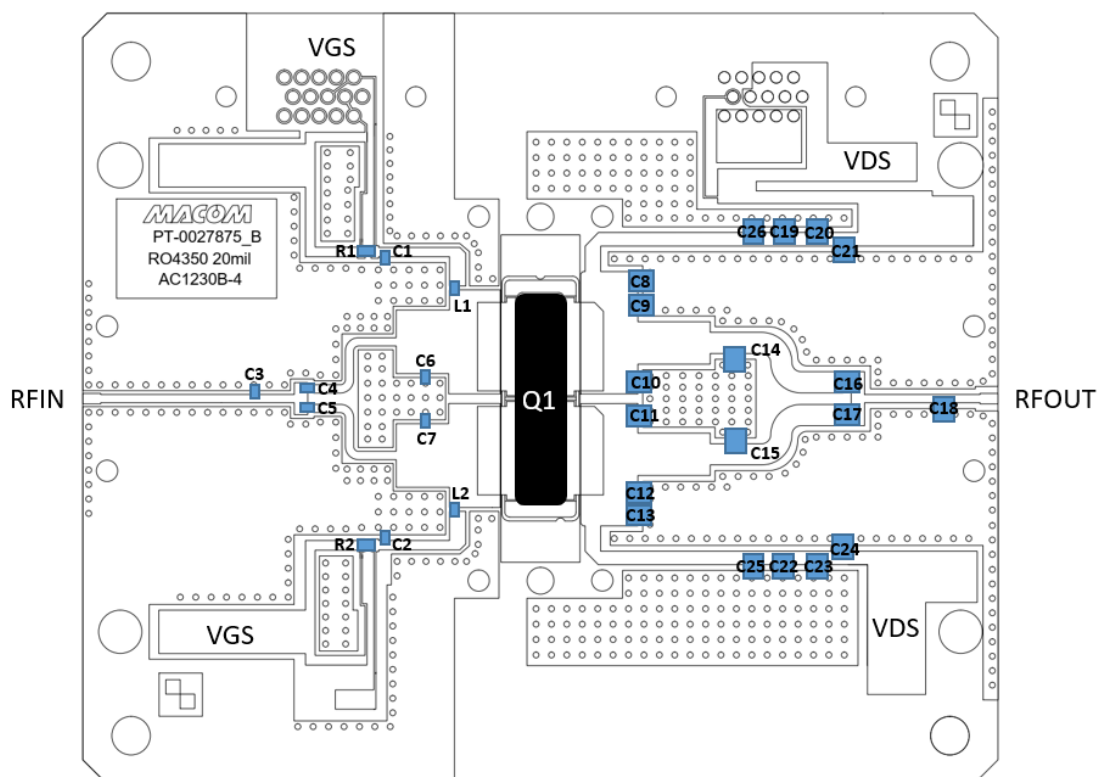 VGS
VDS
MACOM
PT-0027875_B
RO4350 20mil
AC1230B-4
C26 C19 C20
C21
R1 C1
L1
C8
C9
C14
C3 C4
C5
C6
C7
C10
C11
C16
C17
C18
RFIN
Q1
RFOUT
C15
L2
C12
C13
R2 C2
C24
C25 C22 C23
VGS
VDS